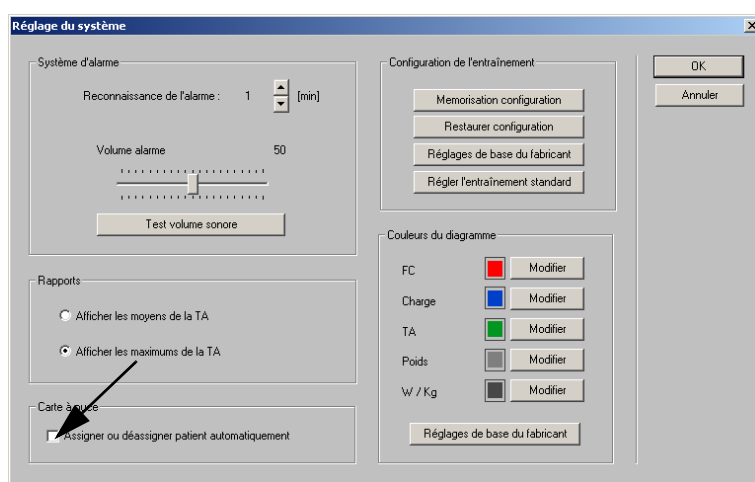 Réglage du système
Système d'alarme
Reconnaissance de l'alarme : 1 [min]
Volume alarme 50
Test volume sonore
Rapports
Afficher les moyens de la TA
Afficher les maximums de la TA
Carte à puce
Assigner ou déassigner patient automatiquement
Configuration de l'entraînement
Memorisation configuration
Restaurer configuration
Réglages de base du fabricant
Régler l'entraînement standard
Couleurs du diagramme
FC Modifier
Charge Modifier
TA Modifier
Poids Modifier
W / Kg Modifier
Réglages de base du fabricant
OK
Annuler